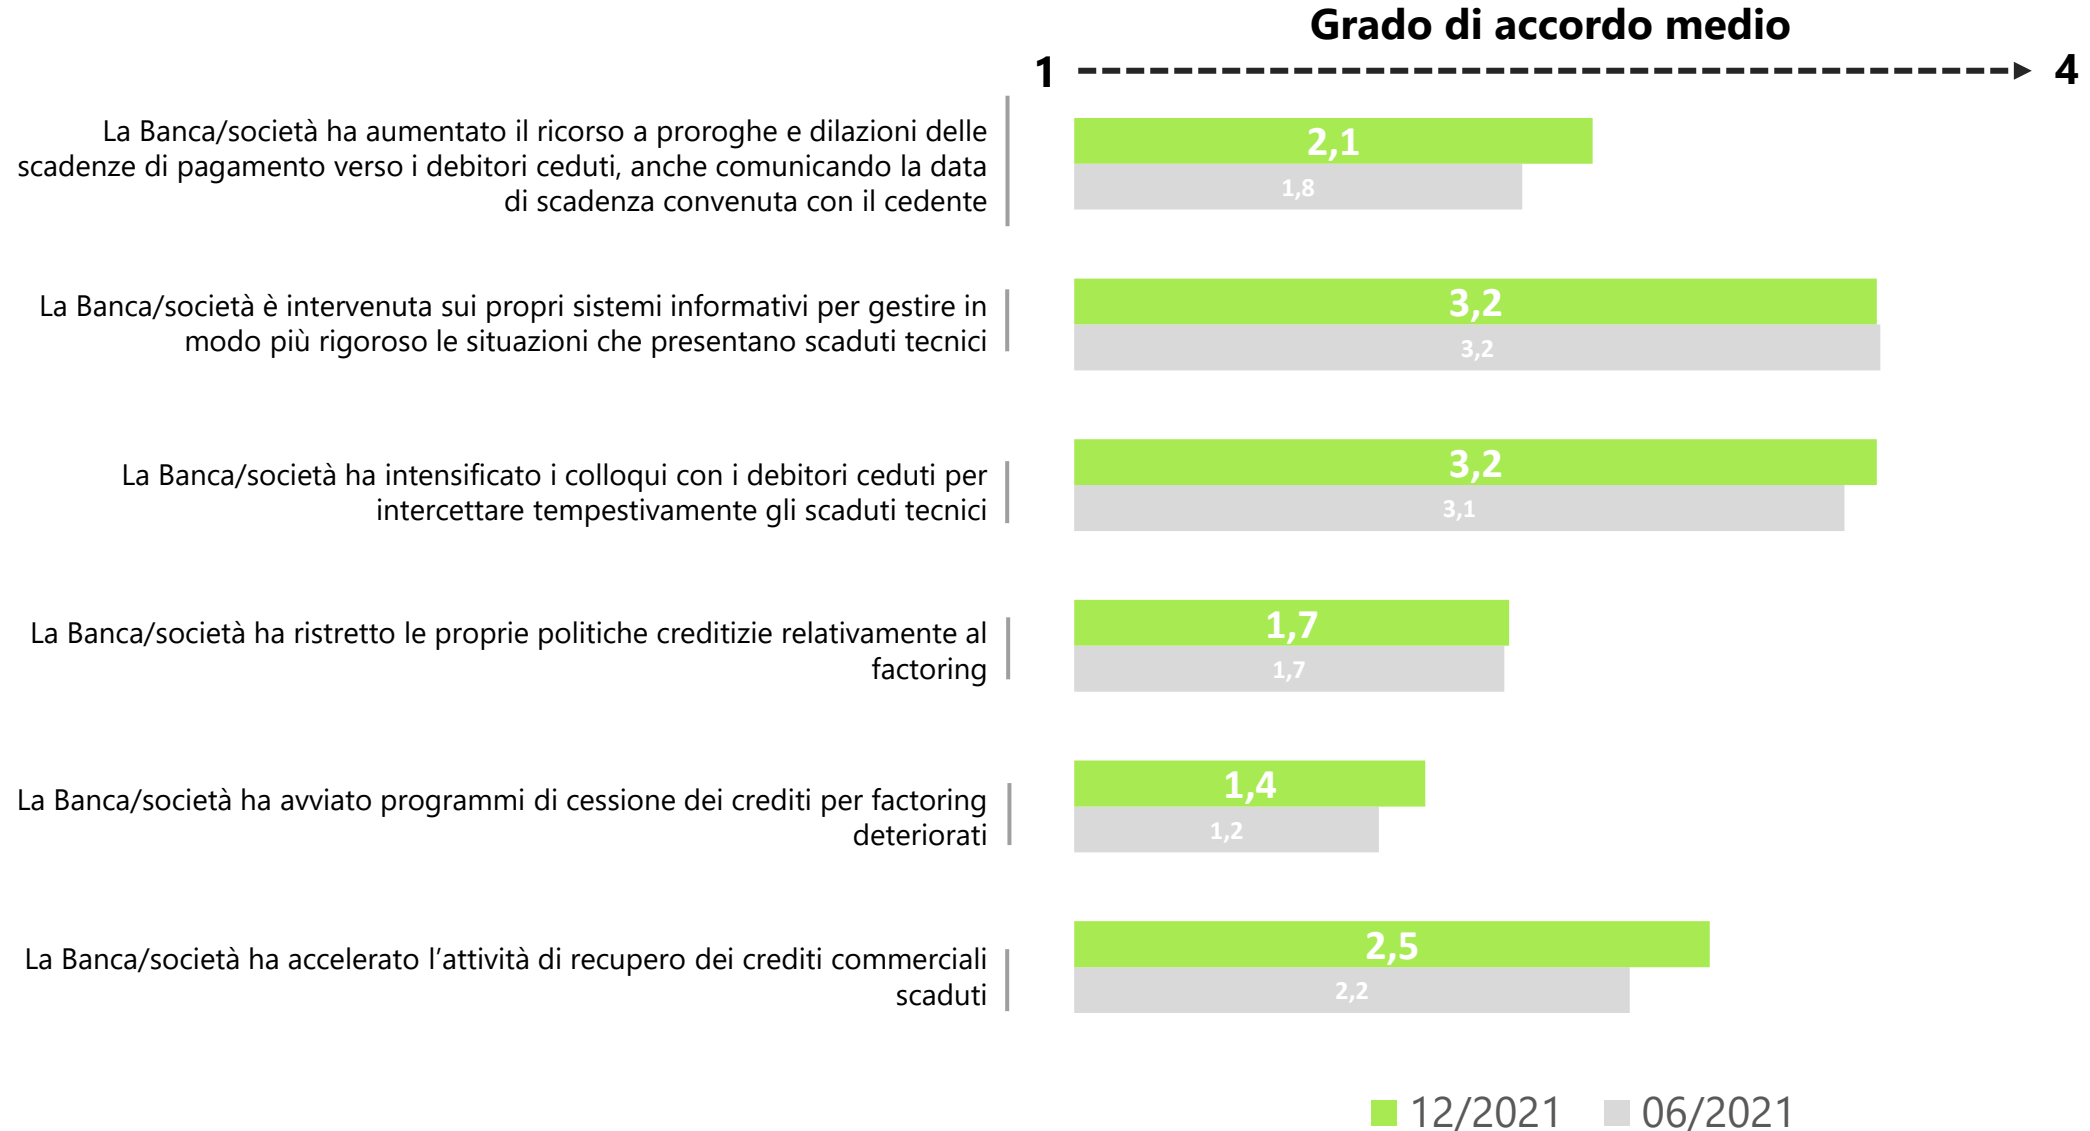 Grado di accordo medio
1
4
La Banca/società ha aumentato il ricorso a proroghe e dilazioni delle
scadenze di pagamento verso i debitori ceduti, anche comunicando la data
di scadenza convenuta con il cedente
2,1
1,8
La Banca/società è intervenuta sui propri sistemi informativi per gestire in
modo più rigoroso le situazioni che presentano scaduti tecnici
3,2
3,2
La Banca/società ha intensificato i colloqui con i debitori ceduti per
intercettare tempestivamente gli scaduti tecnici
3,2
3,1
La Banca/società ha ristretto le proprie politiche creditizie relativamente al
factoring
1,7
1,7
La Banca/società ha avviato programmi di cessione dei crediti per factoring
deteriorati
1,4
1,2
La Banca/società ha accelerato l’attività di recupero dei crediti commerciali
scaduti
2,5
2,2
12/2021 06/2021